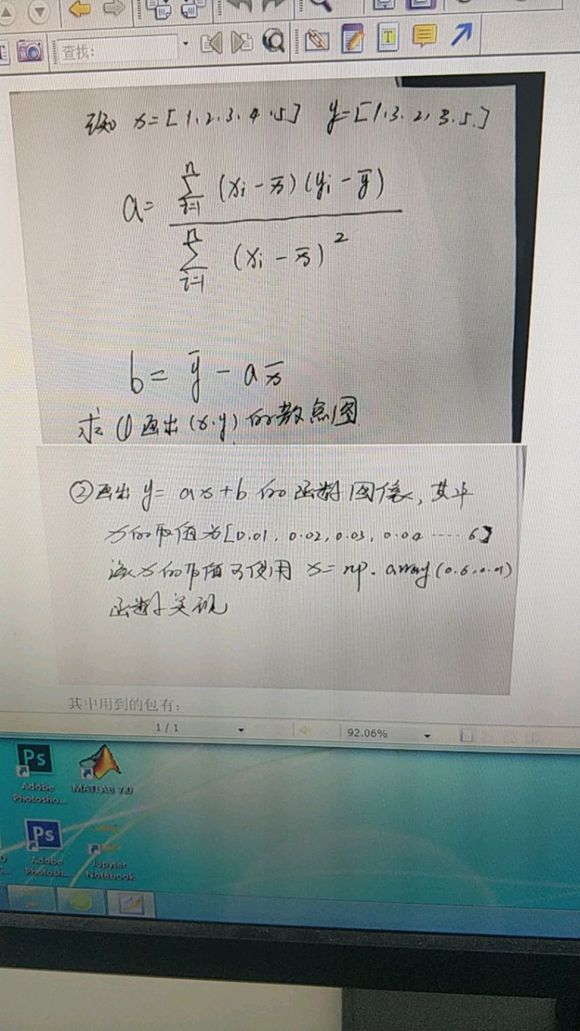 查找:
已知 x=[1,2,3,4,5] y=[1,3,2,3,5]
a= \frac{\sum_{i=1}^{n} (x_i-\bar{x})(y_i-\bar{y})}{\sum_{i=1}^{n} (x_i-\bar{x})^2}
b= \bar{y} - a\bar{x}
求 ①画出(x.y)的散点图
②画出 y= ax+b 的函数图像, 其中
x的取值为[0.01, 0.02, 0.03, 0.04 ···· 6]
该x的取值可使用 x= np. array(0.6,0.01)
函数实现
其中用到的包有:
1 / 1
92.06%
Ps
Adobe
Photosho...
MATLAB 7.0
Ps
Adobe
Photosh...
Jupyter
Notebook